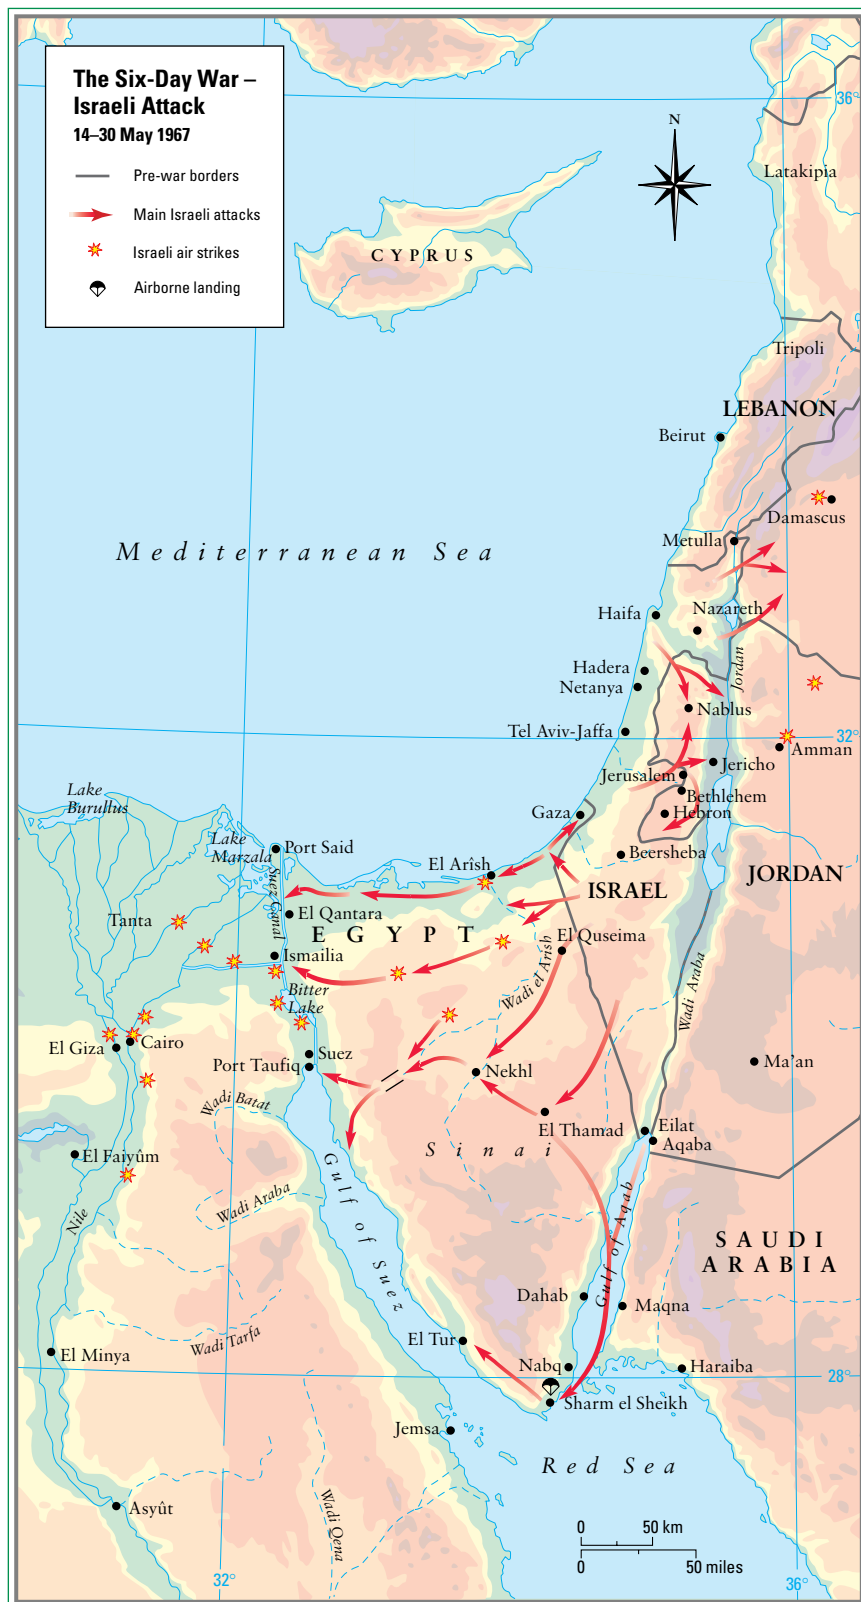 The Six-Day War –
Israeli Attack
14–30 May 1967
Pre-war borders
Main Israeli attacks
Israeli air strikes
Airborne landing
N
36°
Latakipia
CYPRUS
Tripoli
LEBANON
Beirut
Damascus
Mediterranean Sea
Metulla
Haifa
Nazareth
Hadera
Netanya
Jordan
Nablus
Tel Aviv-Jaffa
32°
Amman
Jerusalem
Jericho
Bethlehem
Hebron
Lake
Burullus
Gaza
Lake
Marzala
Port Said
Beersheba
El Arîsh
ISRAEL
JORDAN
Suez Canal
Tanta
El Qantara
EGYPT
El Quseima
Ismailia
Wadi el Arish
Wadi Araba
Bitter
Lake
El Giza
Cairo
Suez
Port Taufiq
Nekhl
Ma'an
Wadi Batat
El Thamad
Eilat
Aqaba
Sinai
El Faiyûm
Gulf of Suez
Wadi Araba
Nile
Gulf of Aqab
SAUDI
ARABIA
Dahab
Maqna
Wadi Tarfa
El Tur
El Minya
Nabq
Haraiba
28°
Sharm el Sheikh
Jemsa
Red Sea
Asyût
Wadi Qena
0 50 km
0 50 miles
32°
36°